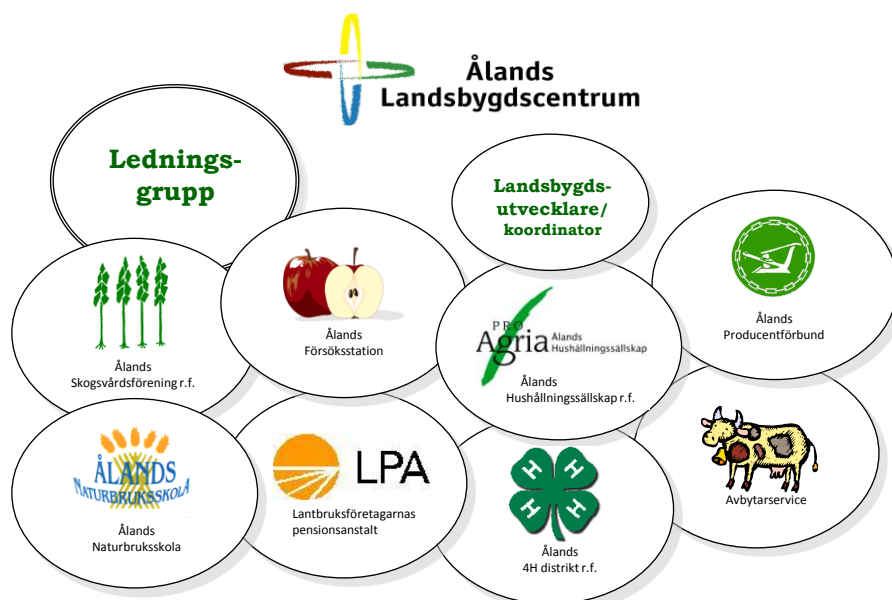 Ålands
Landsbygdscentrum
Lednings-
grupp
Landsbygds-
utvecklare/
koordinator
Ålands
Skogsvårdsförening r.f.
Ålands
Försöksstation
PRO
Agria
Ålands
Hushållningssällskap
Ålands
Hushållningssällskap r.f.
Ålands
Producentförbund
ÅLANDS
NATURBRUKSSKOLA
Ålands
Naturbruksskola
LPA
Lantbruksföretagarnas
pensionsanstalt
H H
H H
Ålands
4H distrikt r.f.
Avbytarservice